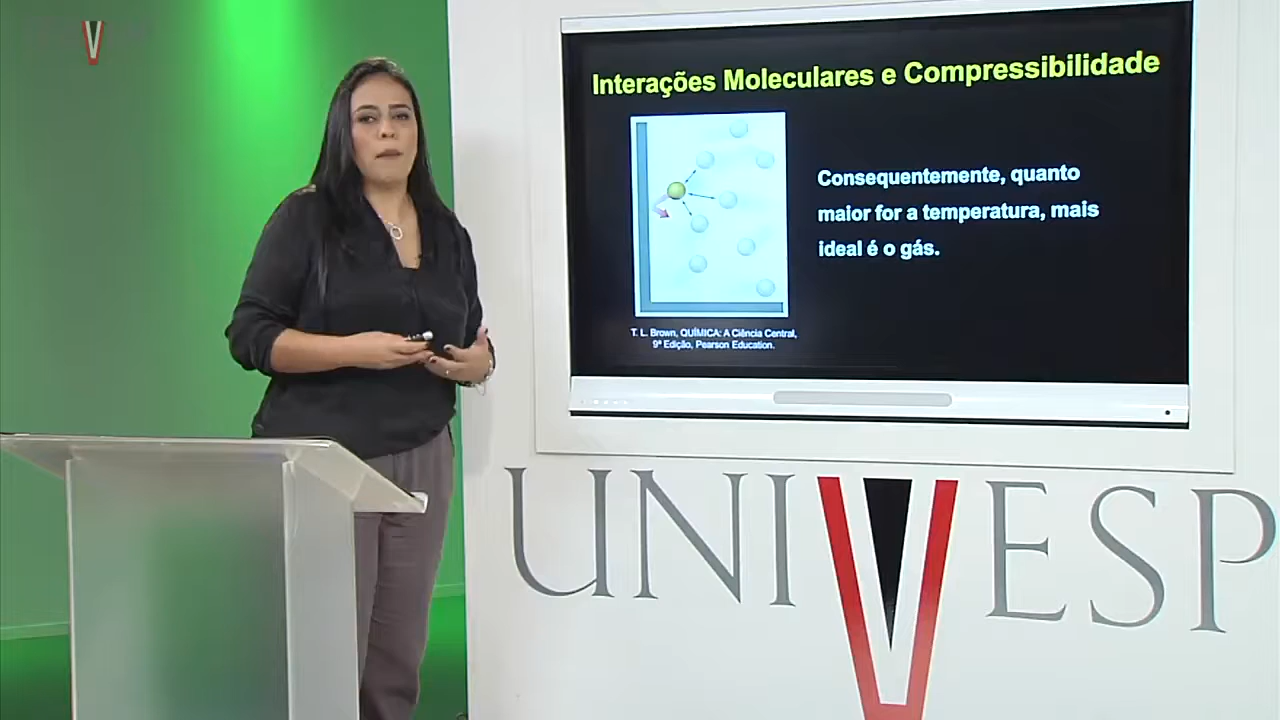 Interações Moleculares e Compressibilidade
Consequentemente, quanto
maior for a temperatura, mais
ideal é o gás.
T. L. Brown, QUÍMICA: A Ciência Central,
9ª Edição, Pearson Education.
UNIVESP